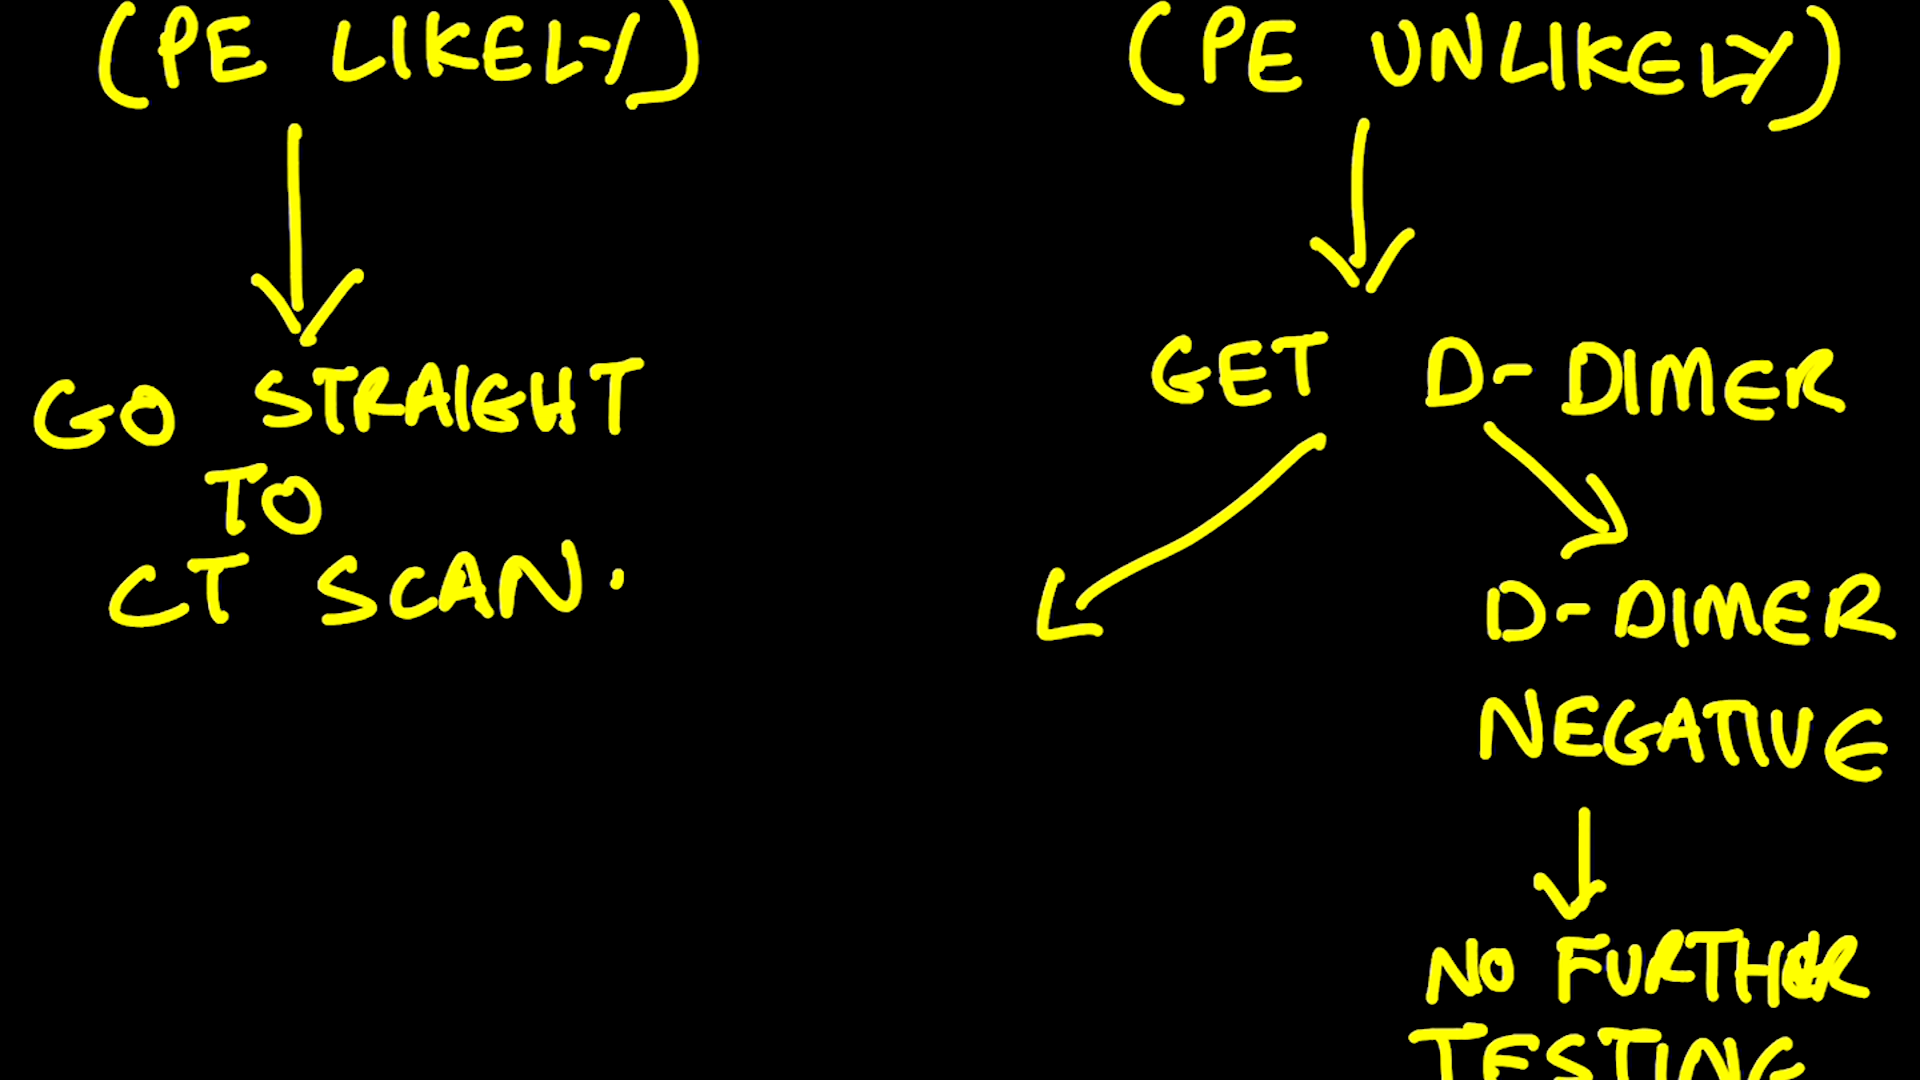 (PE LIKELY)
GO STRAIGHT
TO
CT SCAN.
(PE UNLIKELY)
GET D-DIMER
D-DIMER
NEGATIVE
NO FURTHER
TESTING